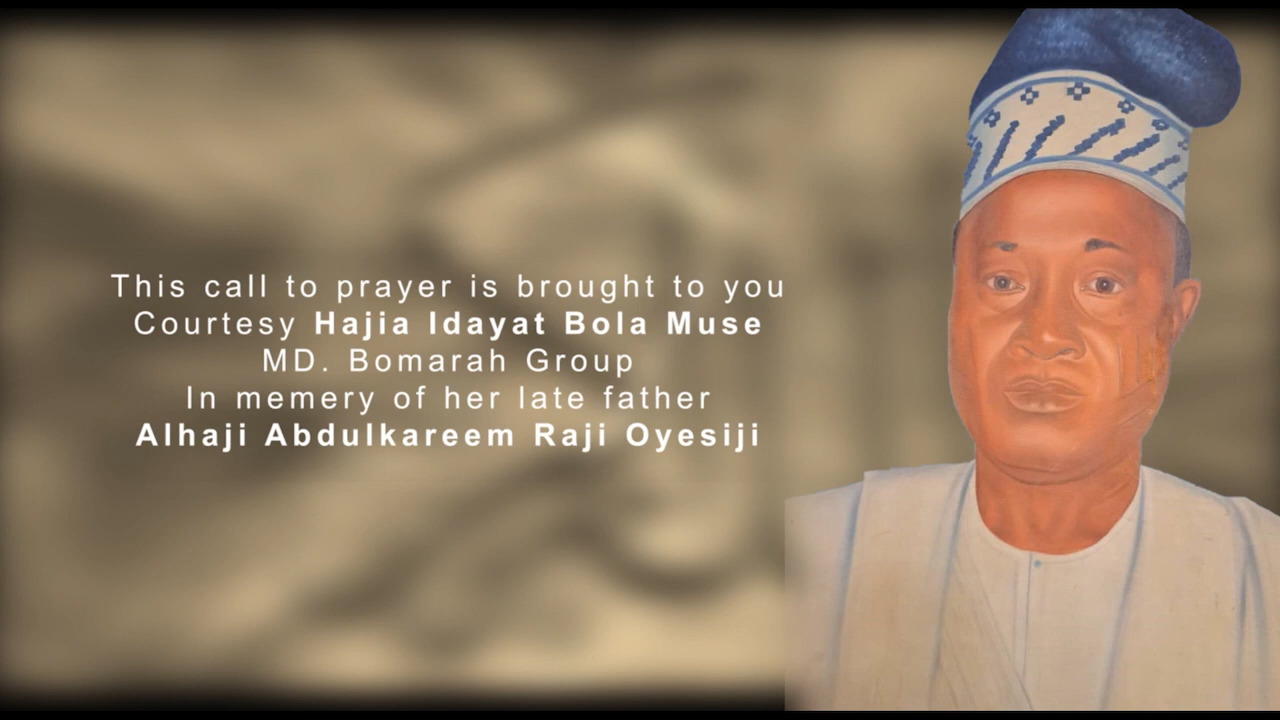 This call to prayer is brought to you
Courtesy Hajia Idayat Bola Muse
MD. Bomarah Group
In memery of her late father
Alhaji Abdulkareem Raji Oyesiji